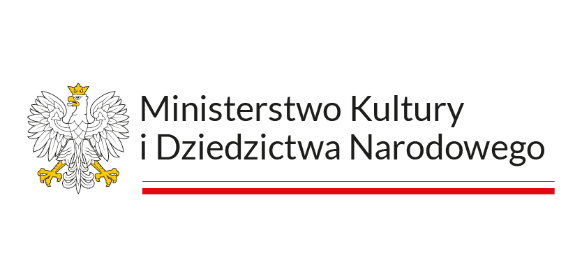 Ministerstwo Kultury
i Dziedzictwa Narodowego